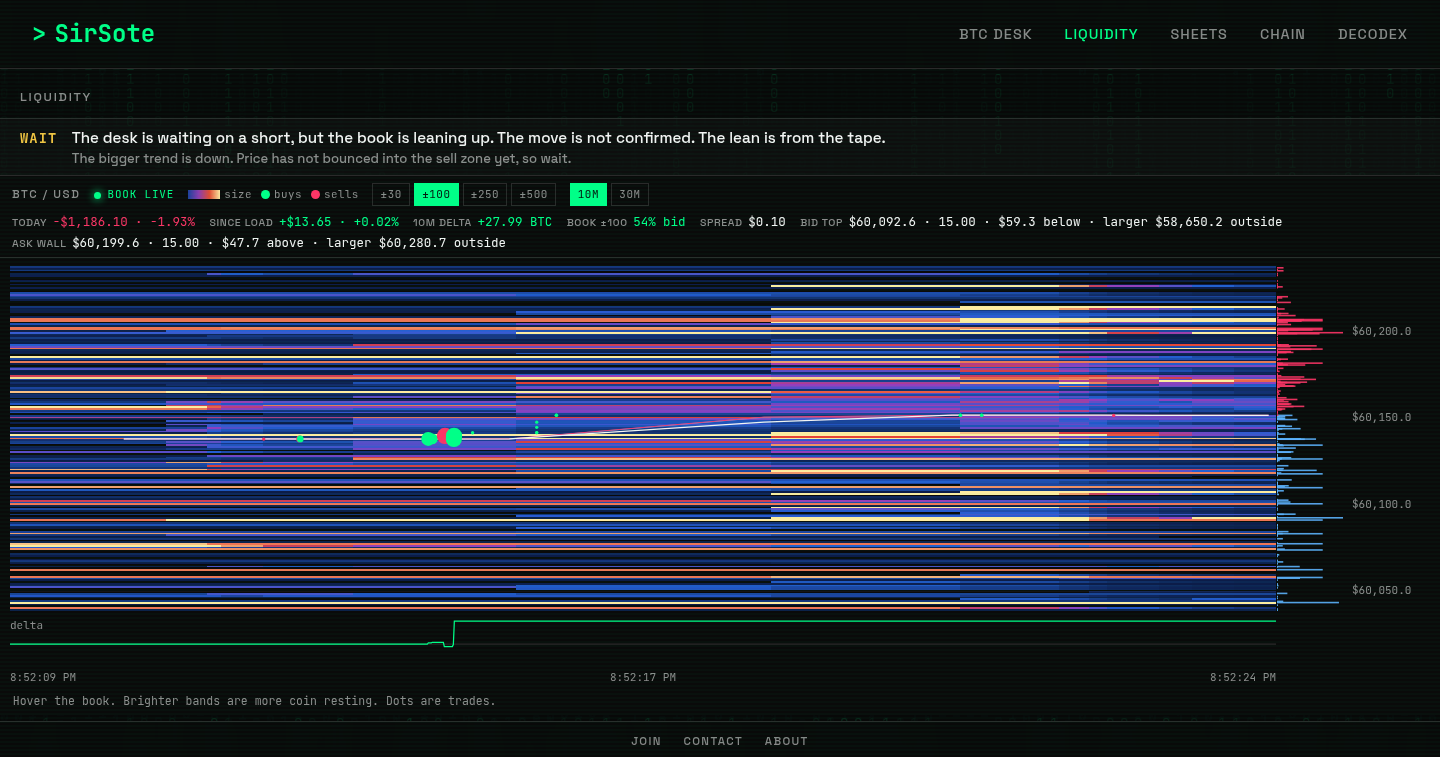 > SirSote
BTC DESK LIQUIDITY SHEETS CHAIN DECODEX
LIQUIDITY
WAIT The desk is waiting on a short, but the book is leaning up. The move is not confirmed. The lean is from the tape.
The bigger trend is down. Price has not bounced into the sell zone yet, so wait.
BTC / USD BOOK LIVE size buys sells ±30 ±100 ±250 ±500 10M 30M
TODAY -$1,186.10 · -1.93% SINCE LOAD +$13.65 · +0.02% 10M DELTA +27.99 BTC BOOK ±100 54% bid SPREAD $0.10 BID TOP $60,092.6 · 15.00 · $59.3 below · larger $58,650.2 outside
ASK WALL $60,199.6 · 15.00 · $47.7 above · larger $60,280.7 outside
$60,200.0
$60,150.0
$60,100.0
$60,050.0
delta
8:52:09 PM 8:52:17 PM 8:52:24 PM
Hover the book. Brighter bands are more coin resting. Dots are trades.
JOIN CONTACT ABOUT